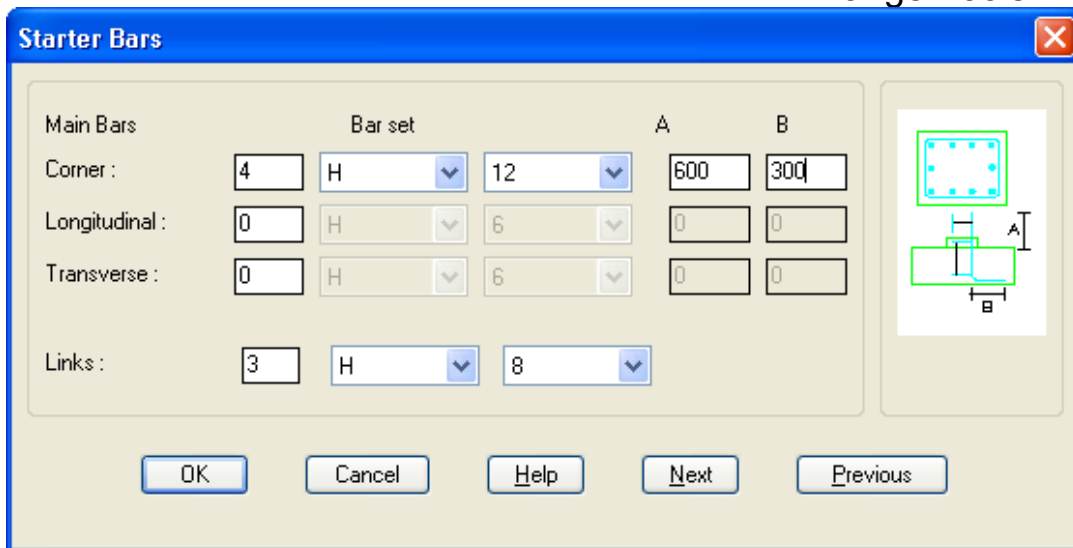 Starter Bars
Main Bars Bar set A B
Corner : 4 H 12 600 300
Longitudinal : 0 H 6 0 0
Transverse : 0 H 6 0 0
Links : 3 H 8
A
B
OK Cancel Help Next Previous